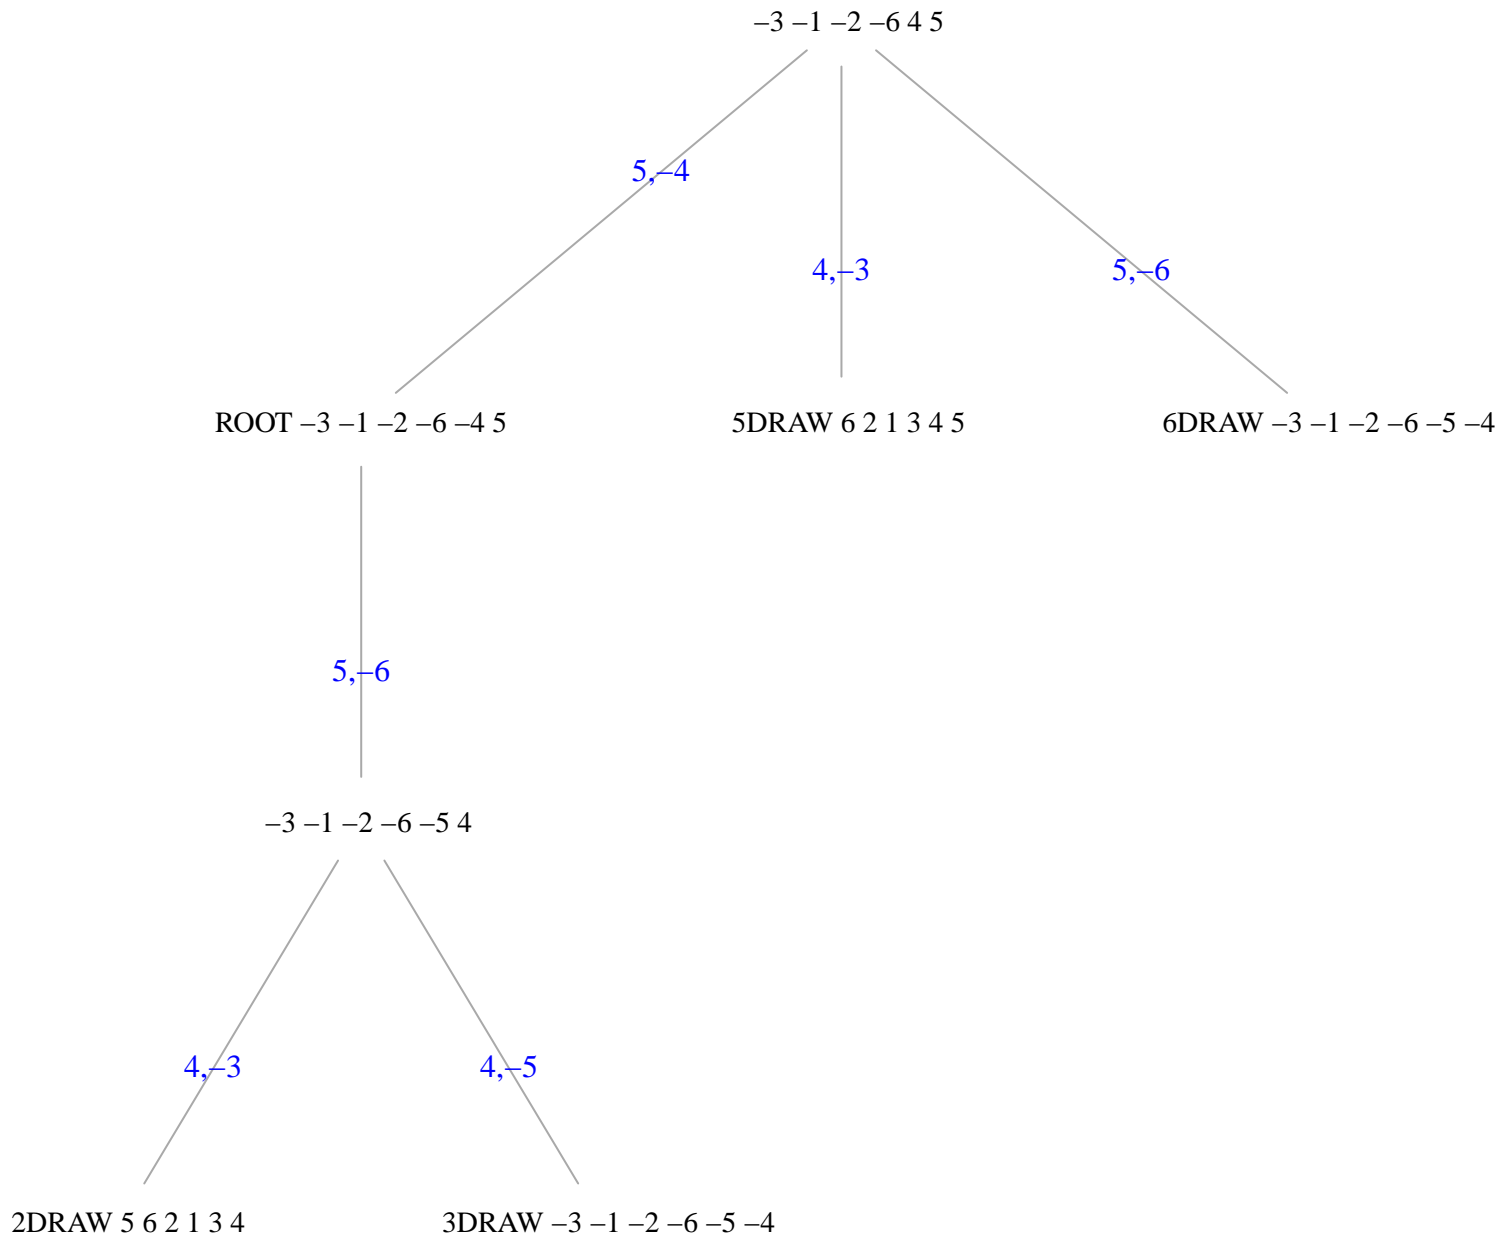 –3 –1 –2 –6 4 5
5,–4
4,–3
5,–6
ROOT –3 –1 –2 –6 –4 5
5DRAW 6 2 1 3 4 5
6DRAW –3 –1 –2 –6 –5 –4
5,–6
–3 –1 –2 –6 –5 4
4,–3
4,–5
2DRAW 5 6 2 1 3 4
3DRAW –3 –1 –2 –6 –5 –4